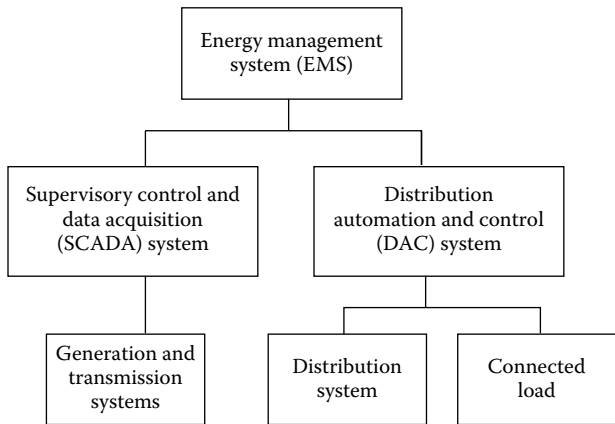 Energy management
system (EMS)
Supervisory control and
data acquisition
(SCADA) system
Distribution
automation and control
(DAC) system
Generation and
transmission
systems
Distribution
system
Connected
load